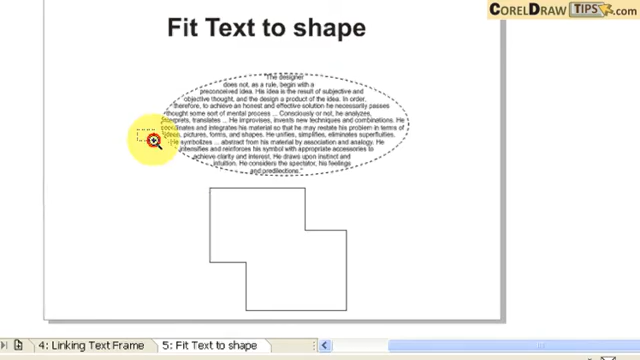 CORELDRAW TIPS.com
Fit Text to shape
"The designer
does not, as a rule, begin with a
preconceived idea. His idea is the result of subjective and
objective thought, and the design a product of the idea. In order,
therefore, to achieve an honest and effective solution he necessarily passes
thought some sort of mental process ... Consciously or not, he analyzes,
interprets, translates ... He improvises, invests new techniques and combinations. He
coordinates and integrates his material so that he may restate his problem in terms of
ideas, pictures, forms, and shapes. He unifies, simplifies, eliminates superfluities.
He symbolizes ... abstract from his material by association and analogy. He
intensifies and reinforces his symbol with appropriate accessories to
achieve clarity and interest. He draws upon instinct and
intuition. He considers the spectator, his feelings
and predilections."
4: Linking Text Frame
5: Fit Text to shape